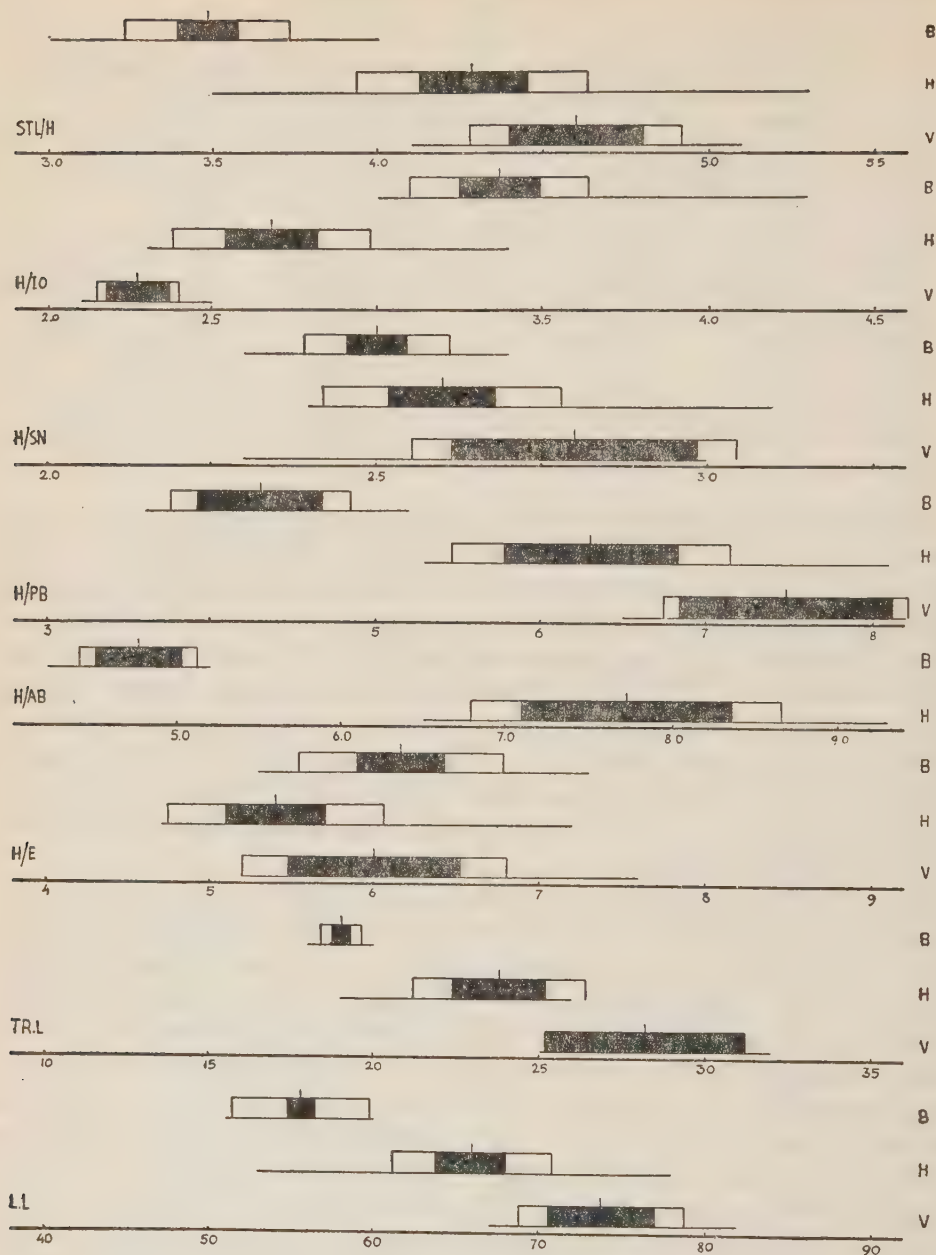 B
H
STL/H V
3.0 3.5 4.0 4.5 5.0 5 5
B
H
H/IO V
2.0 2.5 3.0 3.5 4.0 4.5
B
H
H/SN V
2.0 2.5 3.0
B
H
H/PB V
3 5 6 7 8
B
H/AB H
5.0 6.0 7.0 8.0 9.0
B
H
H/E V
4 5 6 7 8 9
B
H
TR.L V
10 15 20 25 30 35
B
H
L.L V
40 50 60 70 80 90